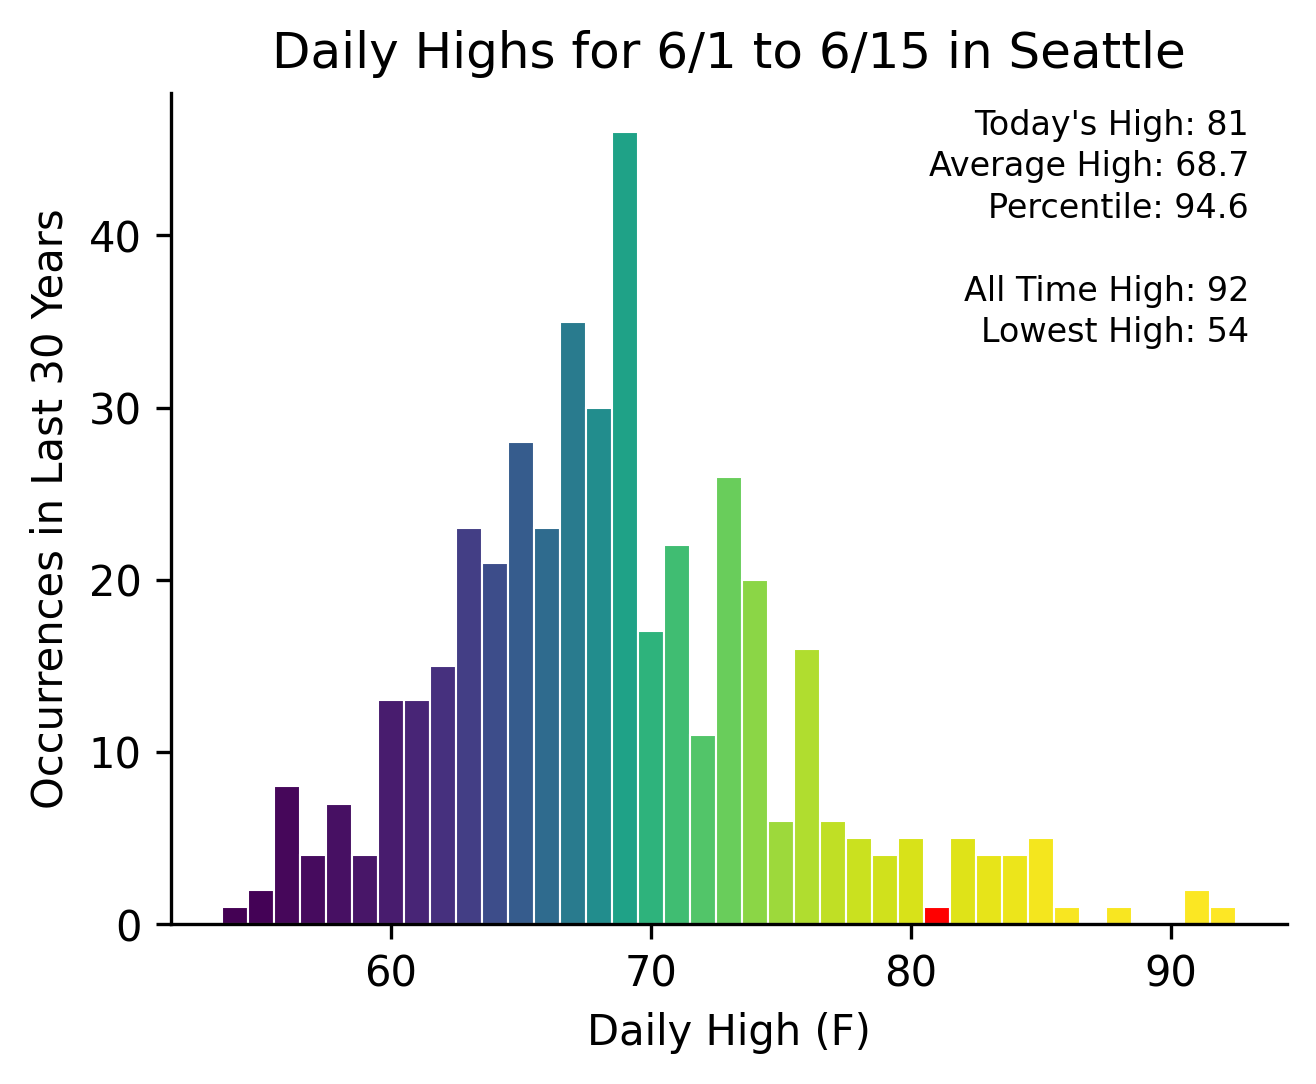 Daily Highs for 6/1 to 6/15 in Seattle
Today's High: 81
Average High: 68.7
Percentile: 94.6
All Time High: 92
Lowest High: 54
Occurrences in Last 30 Years
40
30
20
10
0
60 70 80 90
Daily High (F)